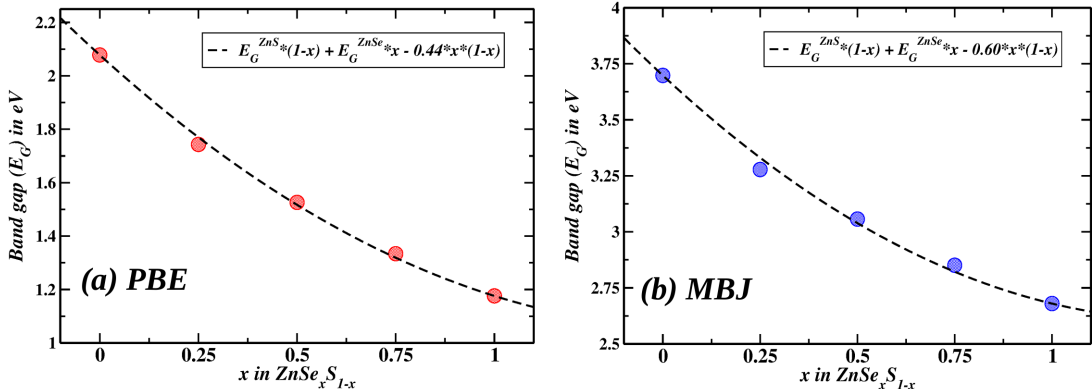 2.2
2
1.8
1.6
1.4
1.2
1
Band gap (E_G) in eV
E_G^ZnS*(1-x) + E_G^ZnSe*x - 0.44*x*(1-x)
(a) PBE
0 0.25 0.5 0.75 1
x in ZnSe_xS_1-x
4
3.75
3.5
3.25
3
2.75
2.5
Band gap (E_G) in eV
E_G^ZnS*(1-x) + E_G^ZnSe*x - 0.60*x*(1-x)
(b) MBJ
0 0.25 0.5 0.75 1
x in ZnSe_xS_1-x